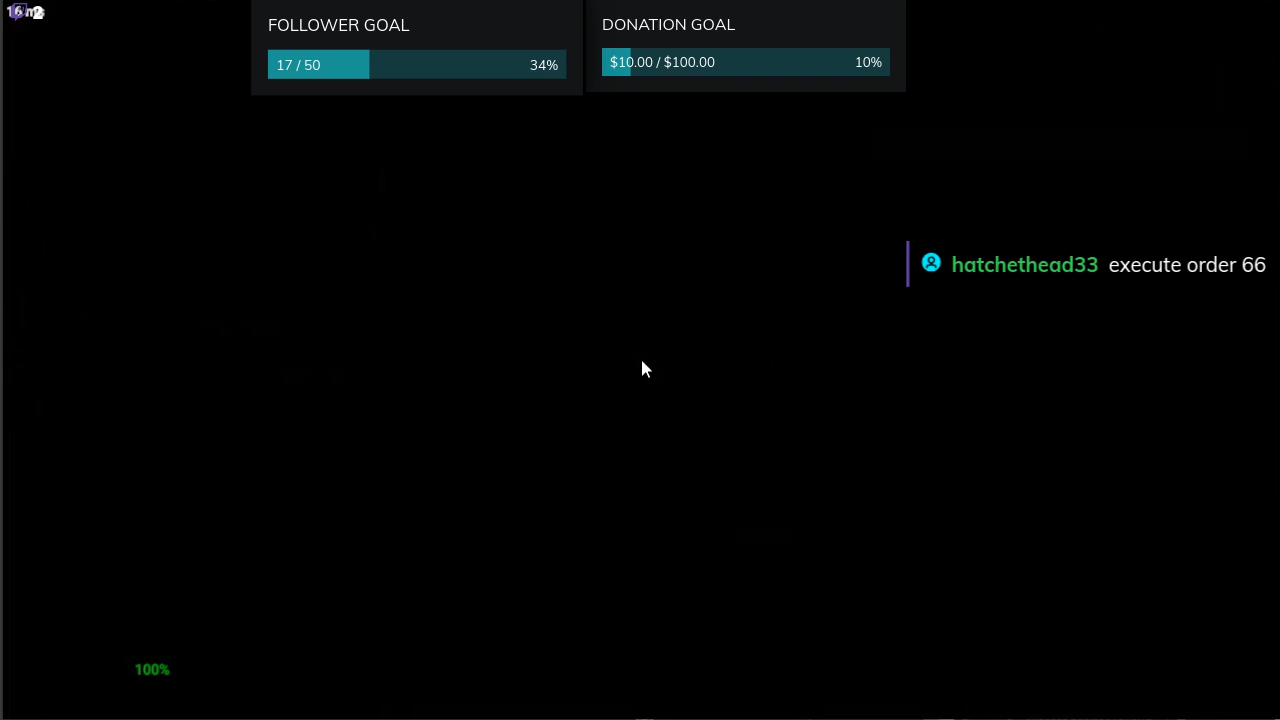 FOLLOWER GOAL
17 / 50 34%
DONATION GOAL
$10.00 / $100.00 10%
hatchethead33 execute order 66
100%